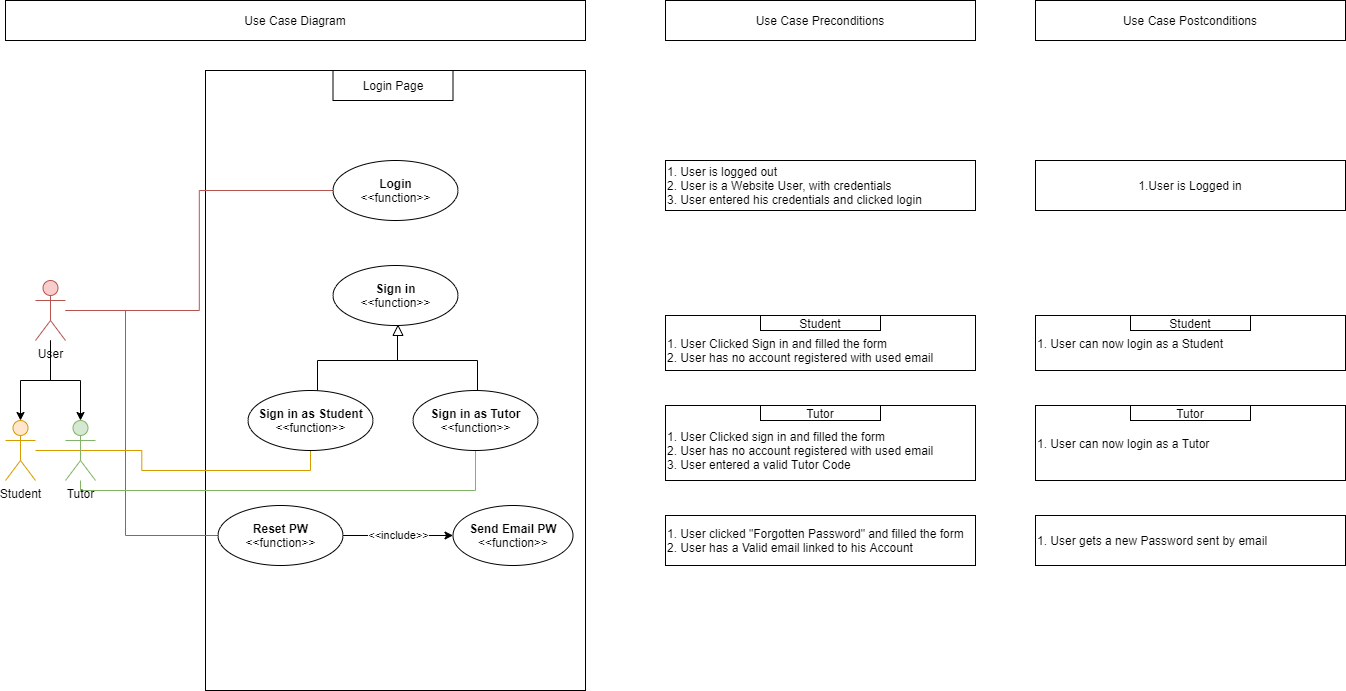 Use Case Diagram
Use Case Preconditions
Use Case Postconditions
Login Page
Login
<<function>>
1. User is logged out
2. User is a Website User, with credentials
3. User entered his credentials and clicked login
1.User is Logged in
Sign in
<<function>>
User
Student
1. User Clicked Sign in and filled the form
2. User has no account registered with used email
Student
1. User can now login as a Student
Sign in as Student
<<function>>
Sign in as Tutor
<<function>>
Student
Tutor
Tutor
1. User Clicked sign in and filled the form
2. User has no account registered with used email
3. User entered a valid Tutor Code
Tutor
1. User can now login as a Tutor
Reset PW
<<function>>
<<include>>
Send Email PW
<<function>>
1. User clicked "Forgotten Password" and filled the form
2. User has a Valid email linked to his Account
1. User gets a new Password sent by email